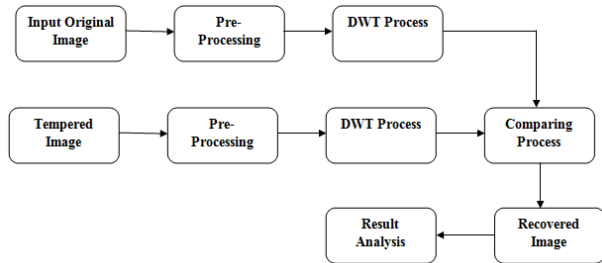 Input Original
Image
Pre-
Processing
DWT Process
Tempered
Image
Pre-
Processing
DWT Process
Comparing
Process
Result
Analysis
Recovered
Image